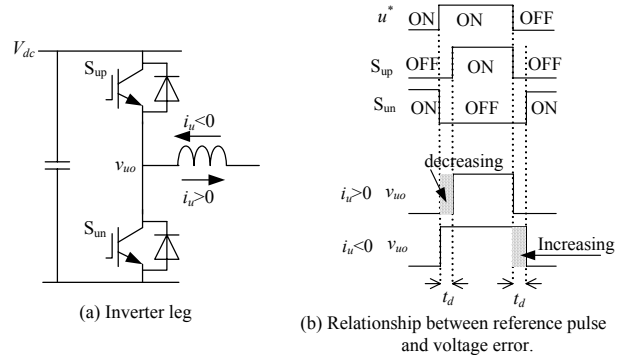 V_dc
S_up
i_u<0
v_uo
i_u>0
S_un
(a) Inverter leg
u*
ON ON OFF
S_up
OFF ON OFF
S_un
ON OFF ON
decreasing
i_u>0 v_uo
i_u<0 v_uo
Increasing
t_d t_d
(b) Relationship between reference pulse
and voltage error.